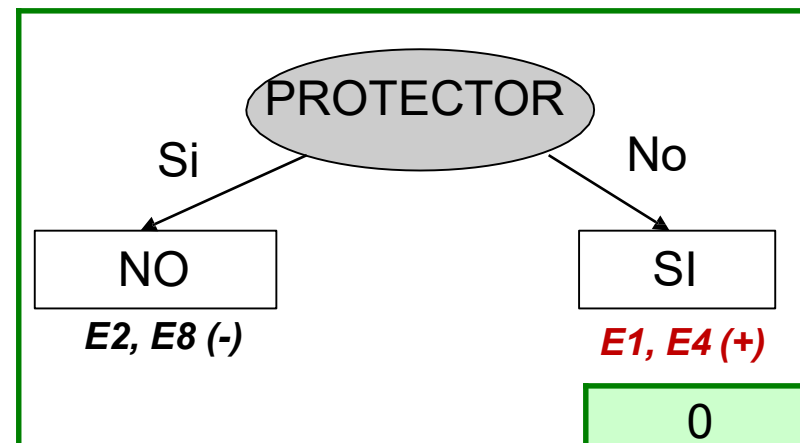 PROTECTOR
Si
No
NO
SI
E2, E8 (-)
E1, E4 (+)
0